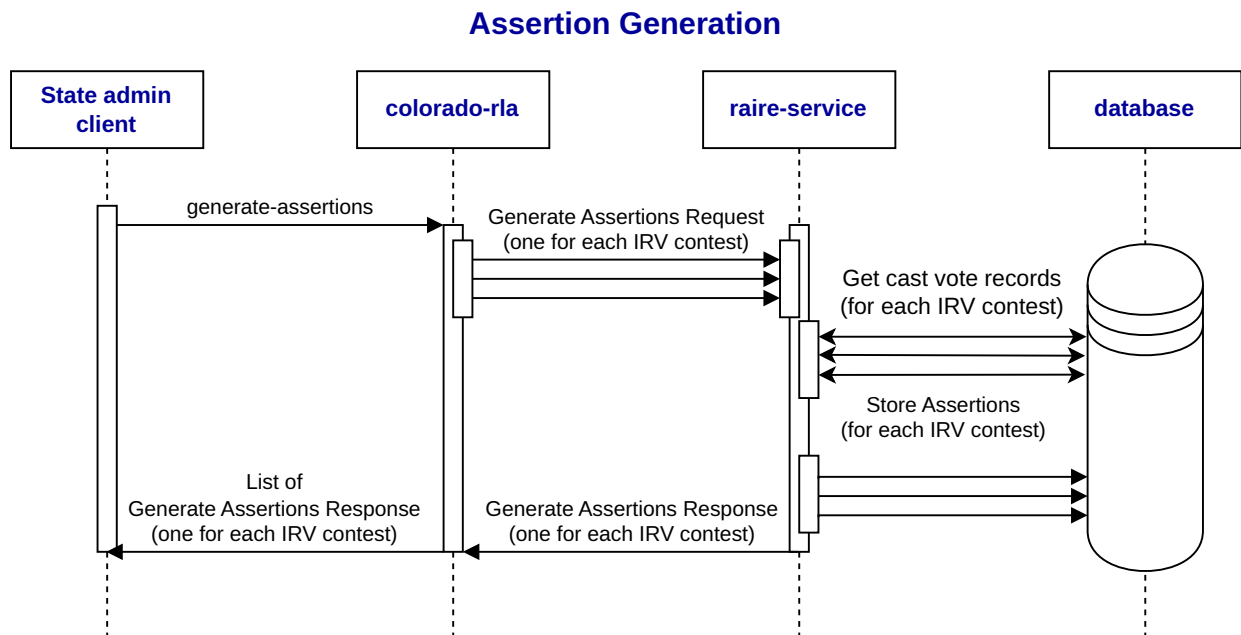 Assertion Generation
State admin
client
colorado-rla
raire-service
database
generate-assertions
Generate Assertions Request
(one for each IRV contest)
Get cast vote records
(for each IRV contest)
Store Assertions
(for each IRV contest)
List of
Generate Assertions Response
(one for each IRV contest)
Generate Assertions Response
(one for each IRV contest)